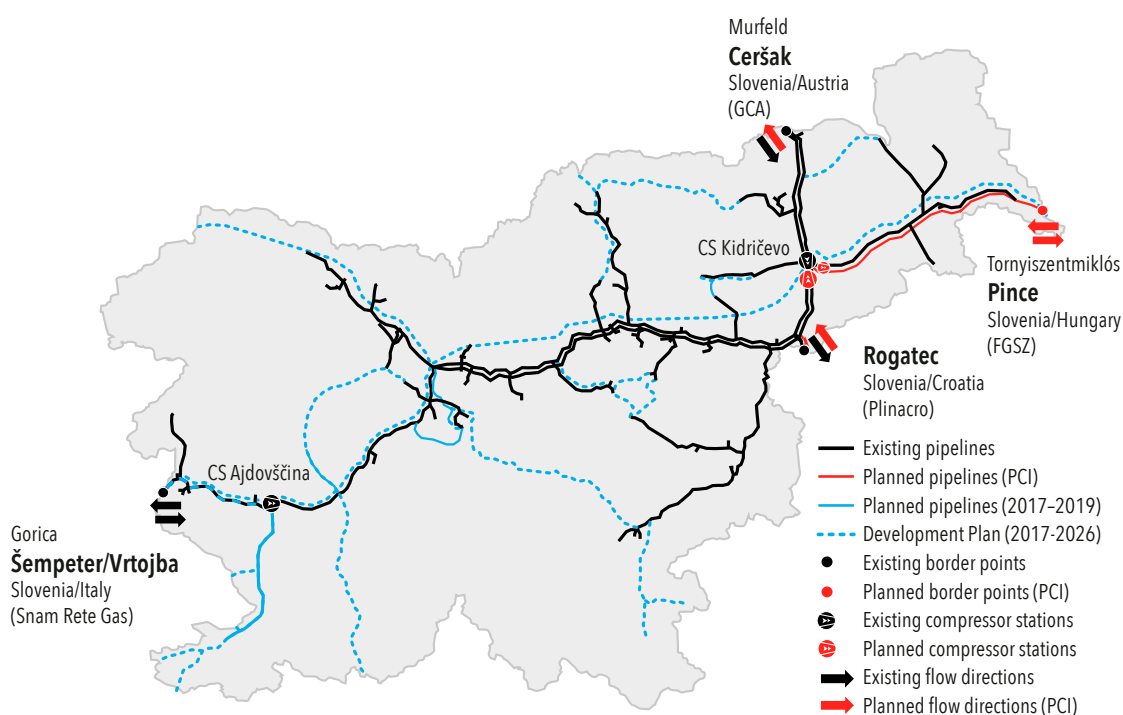 Murfeld
Ceršak
Slovenia/Austria
(GCA)
CS Kidričevo
Tornyiszentmiklós
Pince
Slovenia/Hungary
(FGSZ)
Rogatec
Slovenia/Croatia
(Plinacro)
CS Ajdovščina
Gorica
Šempeter/Vrtojba
Slovenia/Italy
(Snam Rete Gas)
Existing pipelines
Planned pipelines (PCI)
Planned pipelines (2017–2019)
Development Plan (2017-2026)
Existing border points
Planned border points (PCI)
Existing compressor stations
Planned compressor stations
Existing flow directions
Planned flow directions (PCI)